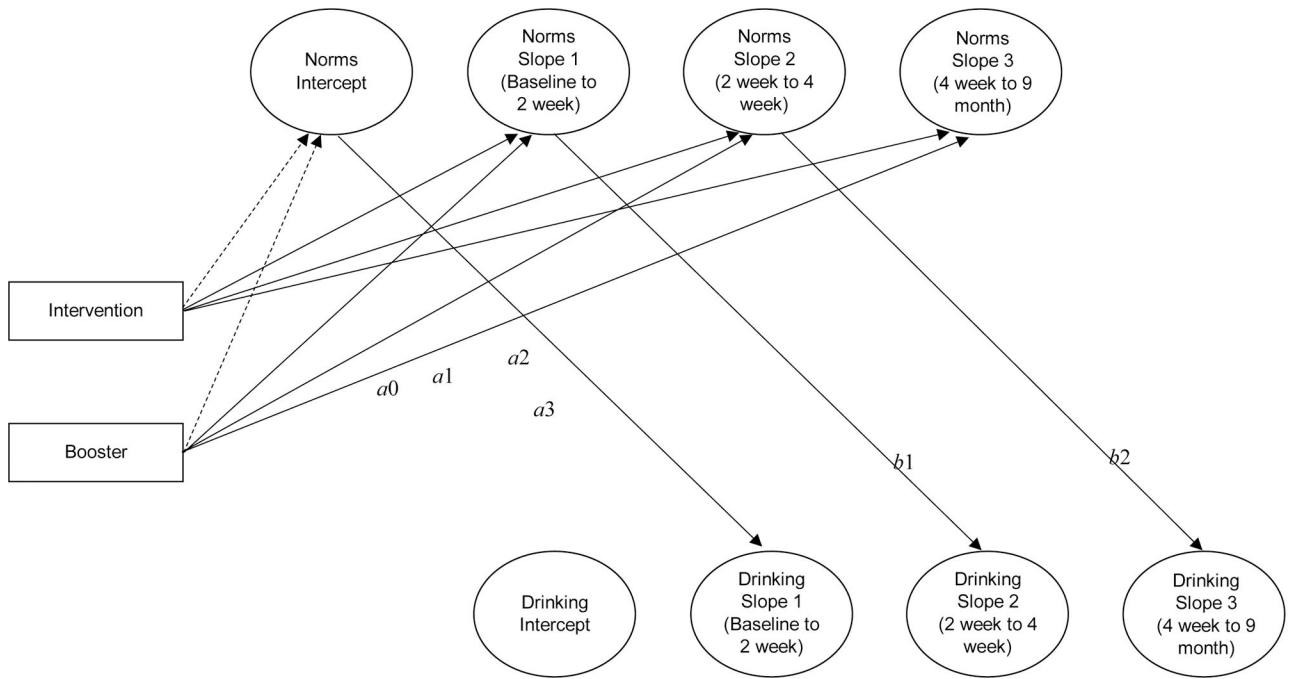 Norms
Intercept
Norms
Slope 1
(Baseline to
2 week)
Norms
Slope 2
(2 week to 4
week)
Norms
Slope 3
(4 week to 9
month)
Intervention
Booster
a0
a1
a2
a3
b1
b2
Drinking
Intercept
Drinking
Slope 1
(Baseline to
2 week)
Drinking
Slope 2
(2 week to 4
week)
Drinking
Slope 3
(4 week to 9
month)